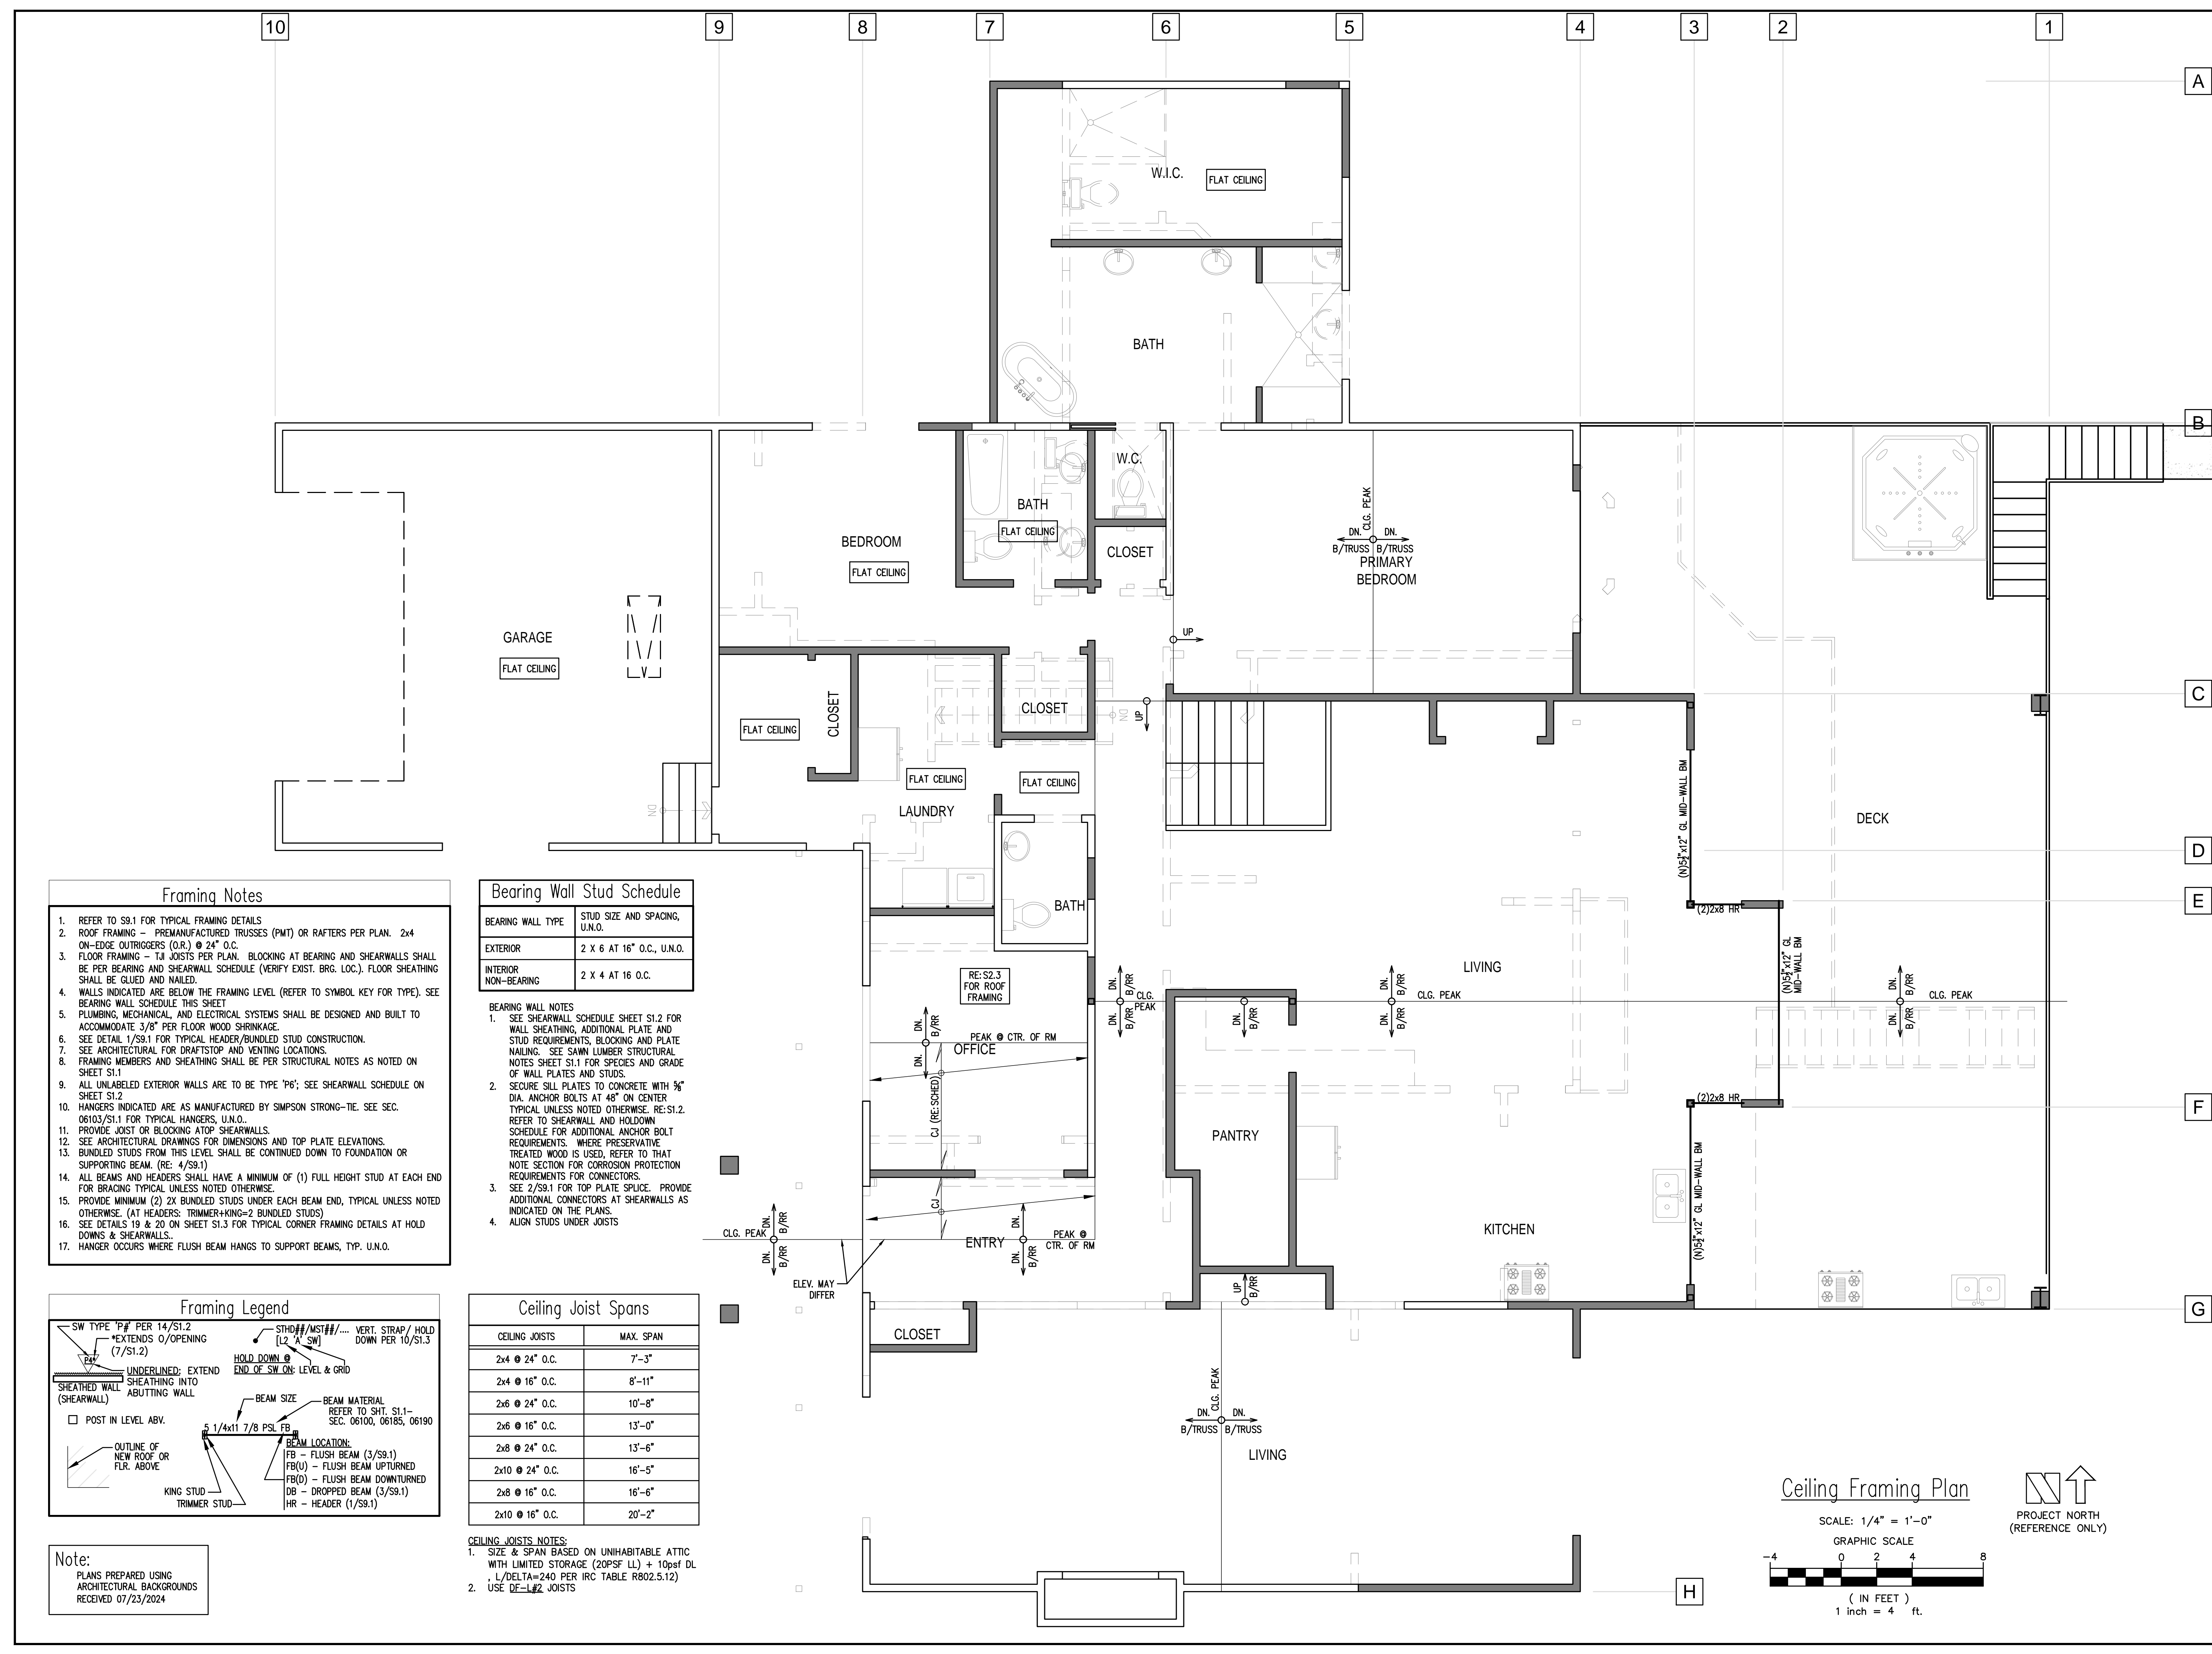 10
9
8
7
6
5
4
3
2
1
A
B
C
D
E
F
G
H
W.I.C.
FLAT CEILING
BATH
W.C.
BATH
FLAT CEILING
CLOSET
BEDROOM
FLAT CEILING
CLG. PEAK
DN.
DN.
B/TRUSS
B/TRUSS
PRIMARY
BEDROOM
UP
GARAGE
FLAT CEILING
FLAT CEILING
CLOSET
CLOSET
DN
UP
FLAT CEILING
FLAT CEILING
LAUNDRY
DN
BATH
(N)5½"x12" GL MID-WALL BM
DECK
(2)2x8 HR
(N)5½"x12" GL
MID-WALL BM
LIVING
RE: S2.3
FOR ROOF
FRAMING
DN.
B/RR
CLG.
PEAK
DN.
B/RR
DN.
B/RR
DN.
B/RR
CLG. PEAK
DN.
B/RR
DN.
B/RR
CLG. PEAK
DN.
B/RR
DN.
B/RR
PEAK @ CTR. OF RM
OFFICE
DN.
CJ (RE:SCHED)
(2)2x8 HR
PANTRY
(N)5½"x12" GL MID-WALL BM
KITCHEN
CJ
CLG. PEAK
DN.
B/RR
DN.
B/RR
DN.
B/RR
DN.
B/RR
ENTRY
PEAK @
CTR. OF RM
ELEV. MAY
DIFFER
UP
B/RR
CLOSET
CLG. PEAK
DN.
DN.
B/TRUSS
B/TRUSS
LIVING
Framing Notes
1. REFER TO S9.1 FOR TYPICAL FRAMING DETAILS
2. ROOF FRAMING – PREMANUFACTURED TRUSSES (PMT) OR RAFTERS PER PLAN. 2x4
ON-EDGE OUTRIGGERS (O.R.) @ 24" O.C.
3. FLOOR FRAMING – TJI JOISTS PER PLAN. BLOCKING AT BEARING AND SHEARWALLS SHALL
BE PER BEARING AND SHEARWALL SCHEDULE (VERIFY EXIST. BRG. LOC.). FLOOR SHEATHING
SHALL BE GLUED AND NAILED.
4. WALLS INDICATED ARE BELOW THE FRAMING LEVEL (REFER TO SYMBOL KEY FOR TYPE). SEE
BEARING WALL SCHEDULE THIS SHEET
5. PLUMBING, MECHANICAL, AND ELECTRICAL SYSTEMS SHALL BE DESIGNED AND BUILT TO
ACCOMMODATE 3/8" PER FLOOR WOOD SHRINKAGE.
6. SEE DETAIL 1/S9.1 FOR TYPICAL HEADER/BUNDLED STUD CONSTRUCTION.
7. SEE ARCHITECTURAL FOR DRAFTSTOP AND VENTING LOCATIONS.
8. FRAMING MEMBERS AND SHEATHING SHALL BE PER STRUCTURAL NOTES AS NOTED ON
SHEET S1.1
9. ALL UNLABELED EXTERIOR WALLS ARE TO BE TYPE 'P6'; SEE SHEARWALL SCHEDULE ON
SHEET S1.2
10. HANGERS INDICATED ARE AS MANUFACTURED BY SIMPSON STRONG-TIE. SEE SEC.
06103/S1.1 FOR TYPICAL HANGERS, U.N.O..
11. PROVIDE JOIST OR BLOCKING ATOP SHEARWALLS.
12. SEE ARCHITECTURAL DRAWINGS FOR DIMENSIONS AND TOP PLATE ELEVATIONS.
13. BUNDLED STUDS FROM THIS LEVEL SHALL BE CONTINUED DOWN TO FOUNDATION OR
SUPPORTING BEAM. (RE: 4/S9.1)
14. ALL BEAMS AND HEADERS SHALL HAVE A MINIMUM OF (1) FULL HEIGHT STUD AT EACH END
FOR BRACING TYPICAL UNLESS NOTED OTHERWISE.
15. PROVIDE MINIMUM (2) 2X BUNDLED STUDS UNDER EACH BEAM END, TYPICAL UNLESS NOTED
OTHERWISE. (AT HEADERS: TRIMMER+KING=2 BUNDLED STUDS)
16. SEE DETAILS 19 & 20 ON SHEET S1.3 FOR TYPICAL CORNER FRAMING DETAILS AT HOLD
DOWNS & SHEARWALLS..
17. HANGER OCCURS WHERE FLUSH BEAM HANGS TO SUPPORT BEAMS, TYP. U.N.O.
Bearing Wall Stud Schedule
BEARING WALL TYPE
STUD SIZE AND SPACING,
U.N.O.
EXTERIOR
2 X 6 AT 16" O.C., U.N.O.
INTERIOR
NON-BEARING
2 X 4 AT 16 O.C.
BEARING WALL NOTES
1. SEE SHEARWALL SCHEDULE SHEET S1.2 FOR
WALL SHEATHING, ADDITIONAL PLATE AND
STUD REQUIREMENTS, BLOCKING AND PLATE
NAILING. SEE SAWN LUMBER STRUCTURAL
NOTES SHEET S1.1 FOR SPECIES AND GRADE
OF WALL PLATES AND STUDS.
2. SECURE SILL PLATES TO CONCRETE WITH ⅝"
DIA. ANCHOR BOLTS AT 48" ON CENTER
TYPICAL UNLESS NOTED OTHERWISE. RE: S1.2.
REFER TO SHEARWALL AND HOLDOWN
SCHEDULE FOR ADDITIONAL ANCHOR BOLT
REQUIREMENTS. WHERE PRESERVATIVE
TREATED WOOD IS USED, REFER TO THAT
NOTE SECTION FOR CORROSION PROTECTION
REQUIREMENTS FOR CONNECTORS.
3. SEE 2/S9.1 FOR TOP PLATE SPLICE. PROVIDE
ADDITIONAL CONNECTORS AT SHEARWALLS AS
INDICATED ON THE PLANS.
4. ALIGN STUDS UNDER JOISTS
Framing Legend
SW TYPE 'P#' PER 14/S1.2
*EXTENDS O/OPENING
(7/S1.2)
P4*
UNDERLINED: EXTEND
SHEATHING INTO
ABUTTING WALL
SHEATHED WALL
(SHEARWALL)
STHD##/MST##/....
[L2 'A' SW]
VERT. STRAP/ HOLD
DOWN PER 10/S1.3
HOLD DOWN @
END OF SW ON: LEVEL & GRID
POST IN LEVEL ABV.
BEAM SIZE
BEAM MATERIAL
REFER TO SHT. S1.1–
SEC. 06100, 06185, 06190
5 1/4x11 7/8 PSL FB
OUTLINE OF
NEW ROOF OR
FLR. ABOVE
BEAM LOCATION:
FB – FLUSH BEAM (3/S9.1)
FB(U) – FLUSH BEAM UPTURNED
FB(D) – FLUSH BEAM DOWNTURNED
DB – DROPPED BEAM (3/S9.1)
HR – HEADER (1/S9.1)
KING STUD
TRIMMER STUD
Ceiling Joist Spans
CEILING JOISTS MAX. SPAN
2x4 @ 24" O.C. 7'-3"
2x4 @ 16" O.C. 8'-11"
2x6 @ 24" O.C. 10'-8"
2x6 @ 16" O.C. 13'-0"
2x8 @ 24" O.C. 13'-6"
2x10 @ 24" O.C. 16'-5"
2x8 @ 16" O.C. 16'-6"
2x10 @ 16" O.C. 20'-2"
CEILING JOISTS NOTES:
1. SIZE & SPAN BASED ON UNIHABITABLE ATTIC
WITH LIMITED STORAGE (20PSF LL) + 10psf DL
, L/DELTA=240 PER IRC TABLE R802.5.12)
2. USE DF-L#2 JOISTS
Note:
PLANS PREPARED USING
ARCHITECTURAL BACKGROUNDS
RECEIVED 07/23/2024
Ceiling Framing Plan
SCALE: 1/4" = 1'-0"
GRAPHIC SCALE
-4 0 2 4 8
( IN FEET )
1 inch = 4 ft.
N
PROJECT NORTH
(REFERENCE ONLY)